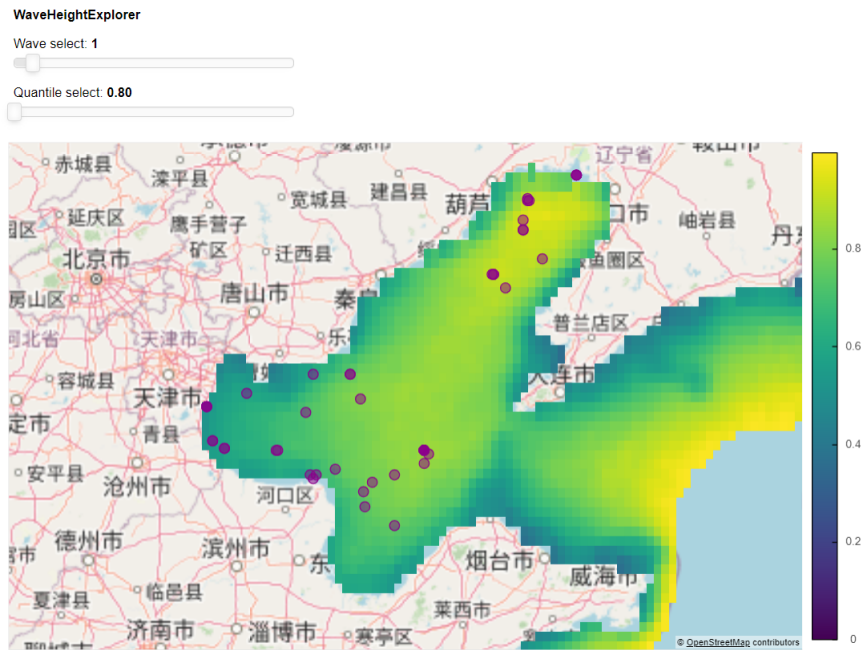 WaveHeightExplorer
Wave select: 1
Quantile select: 0.80
辽宁省
赤城县
滦平县
宽城县
建昌县
葫芦
口市
岫岩县
延庆区
鹰手营子
矿区
园区
迁西县
北京市
鱼圈区
房山区
唐山市
秦
河北省
天津市
乐
普兰店区
容城县
天津市
大连市
定市
青县
安平县
沧州市
河口区
德州市
滨州市
东
烟台市
威海市
夏津县
临邑县
莱西市
济南市
淄博市
寒亭区
0.8
0.6
0.4
0.2
0
© OpenStreetMap contributors